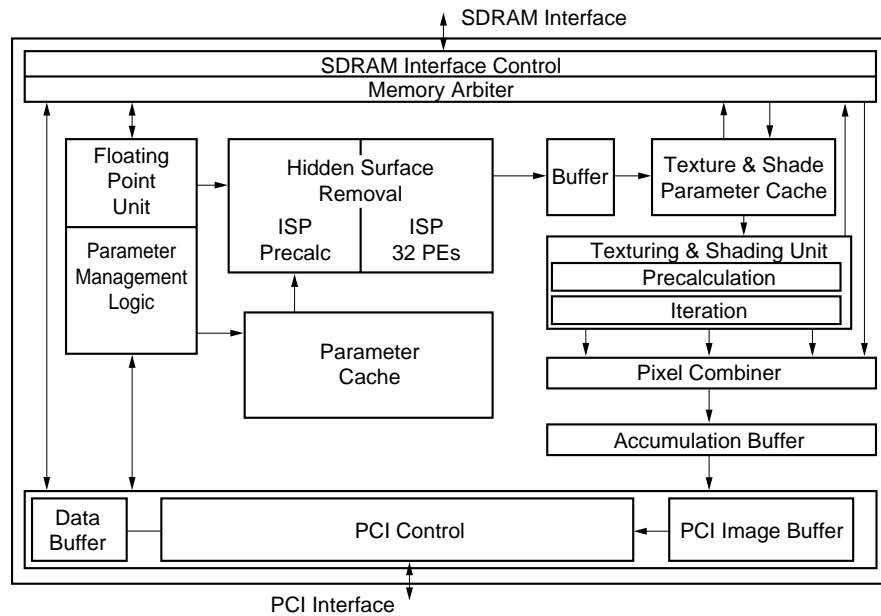 SDRAM Interface
SDRAM Interface Control
Memory Arbiter
Floating
Point
Unit
Parameter
Management
Logic
Hidden Surface
Removal
ISP
Precalc
ISP
32 PEs
Buffer
Texture & Shade
Parameter Cache
Texturing & Shading Unit
Precalculation
Iteration
Parameter
Cache
Pixel Combiner
Accumulation Buffer
Data
Buffer
PCI Control
PCI Image Buffer
PCI Interface